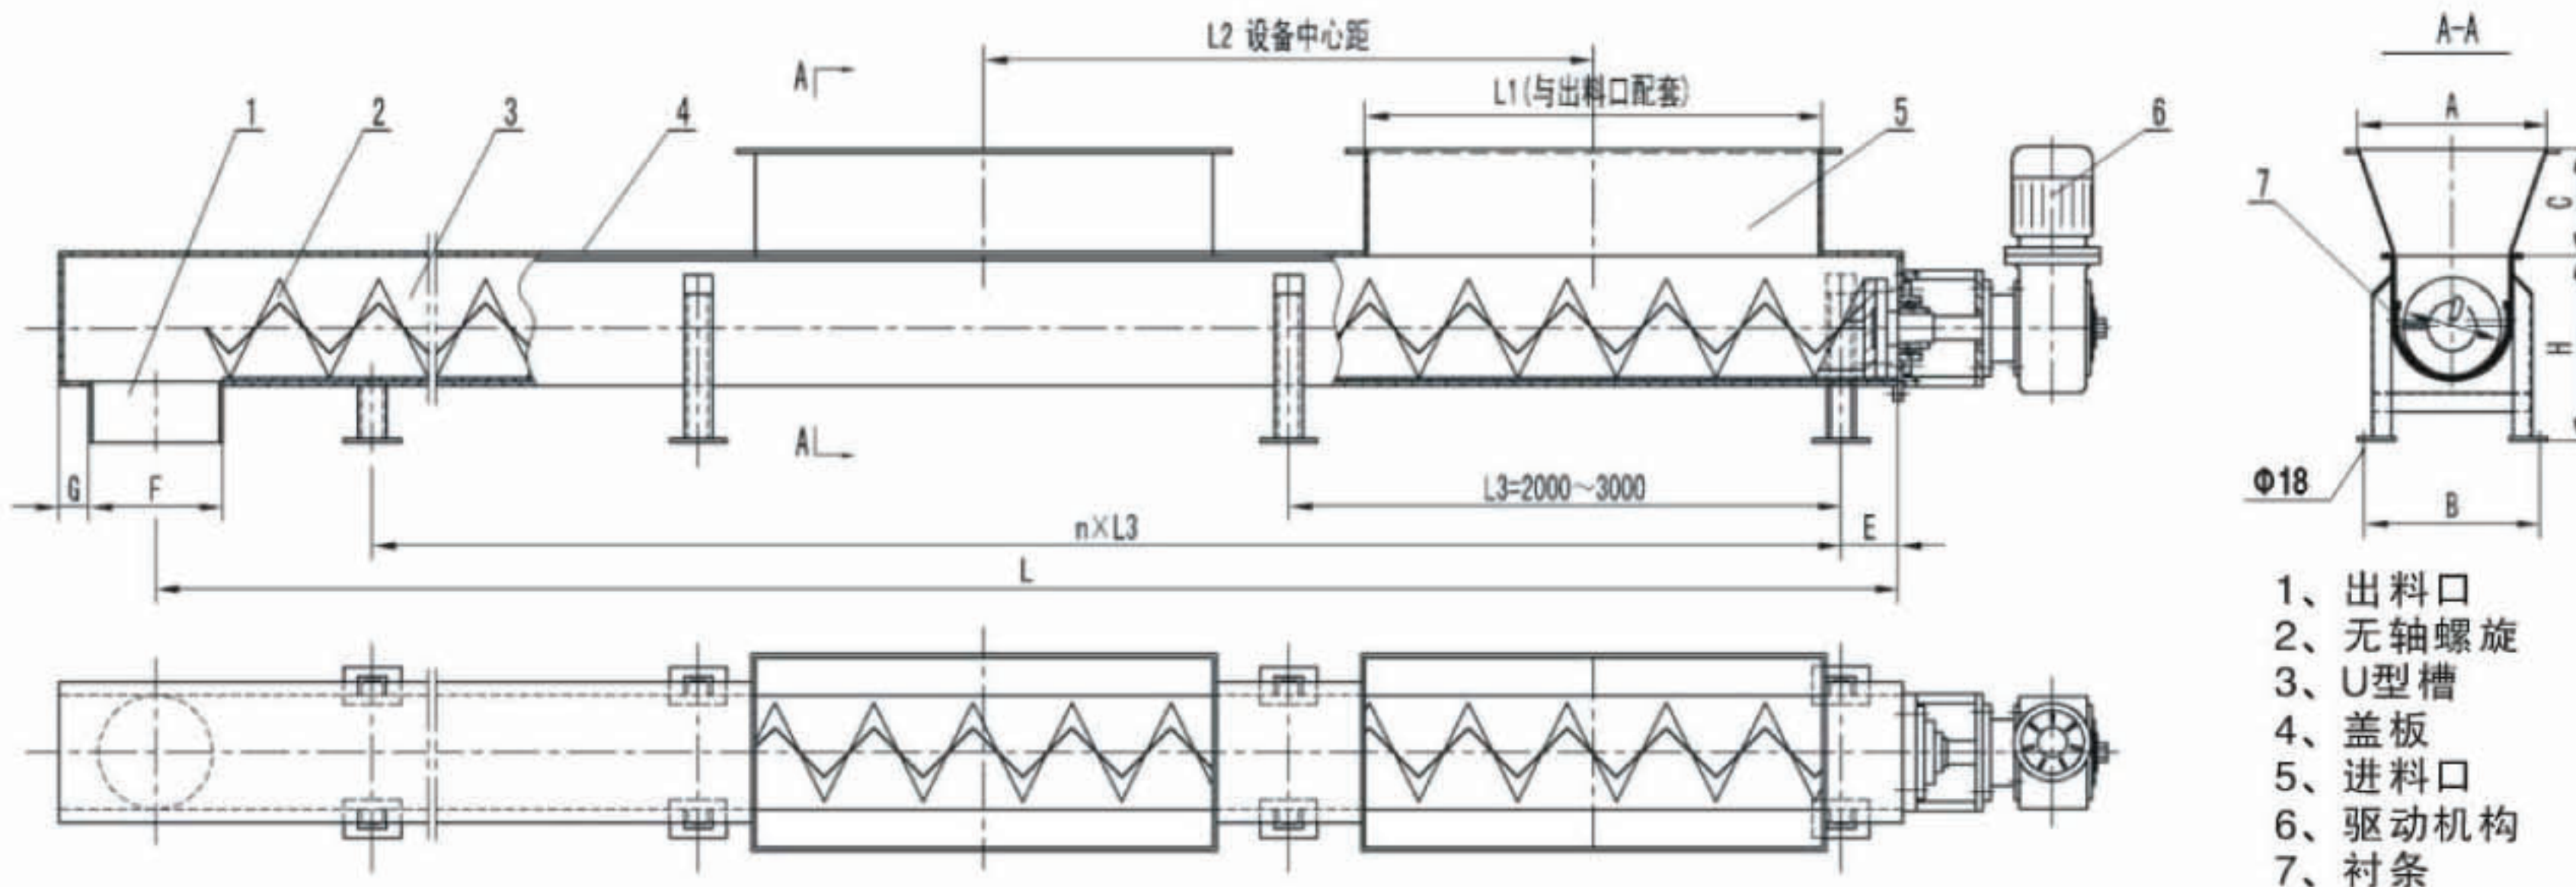 L2 设备中心距
A-A
A
L1(与出料口配套)
1
2
3
4
5
6
A
7
C
D
H
A
G
F
L3=2000～3000
Φ18
B
n×L3
E
L
1、出料口
2、无轴螺旋
3、U型槽
4、盖板
5、进料口
6、驱动机构
7、衬条